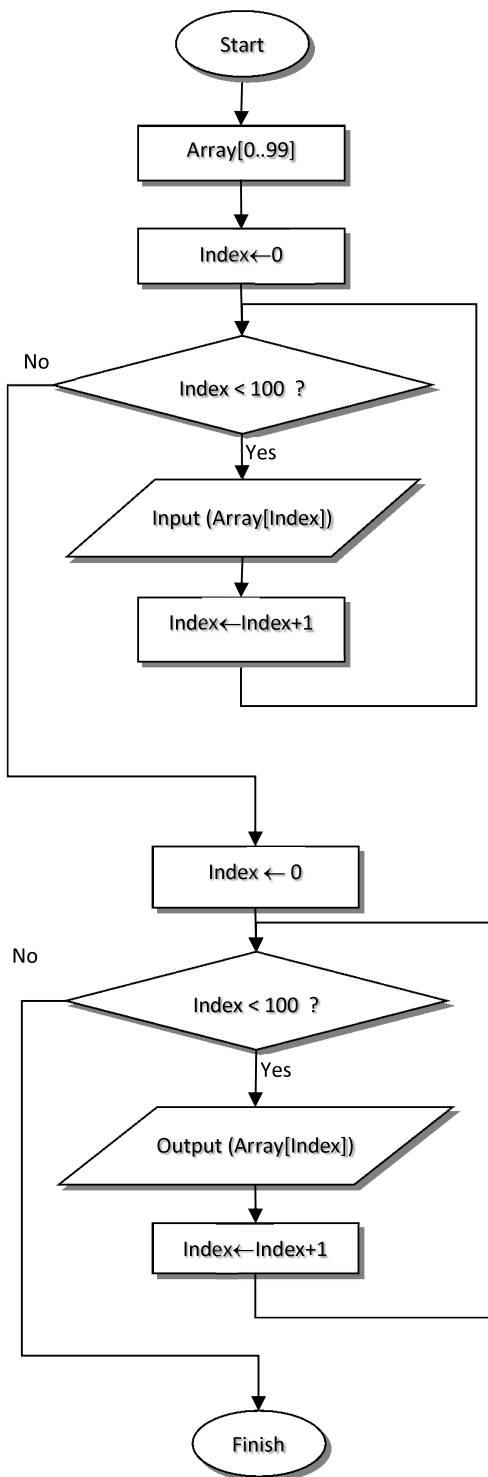 Start
Array[0..99]
Index←0
No
Index < 100 ?
Yes
Input (Array[Index])
Index←Index+1
Index ← 0
No
Index < 100 ?
Yes
Output (Array[Index])
Index←Index+1
Finish